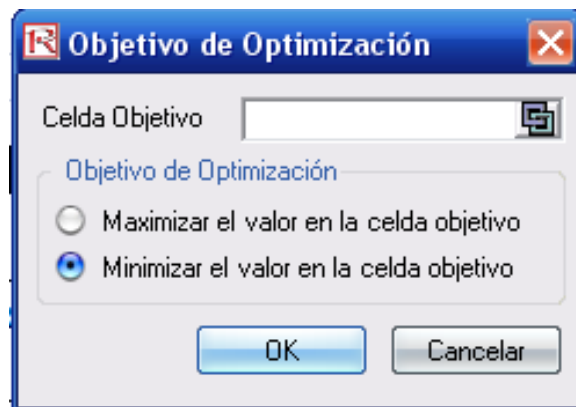 Objetivo de Optimización
Celda Objetivo
Objetivo de Optimización
Maximizar el valor en la celda objetivo
Minimizar el valor en la celda objetivo
OK Cancelar